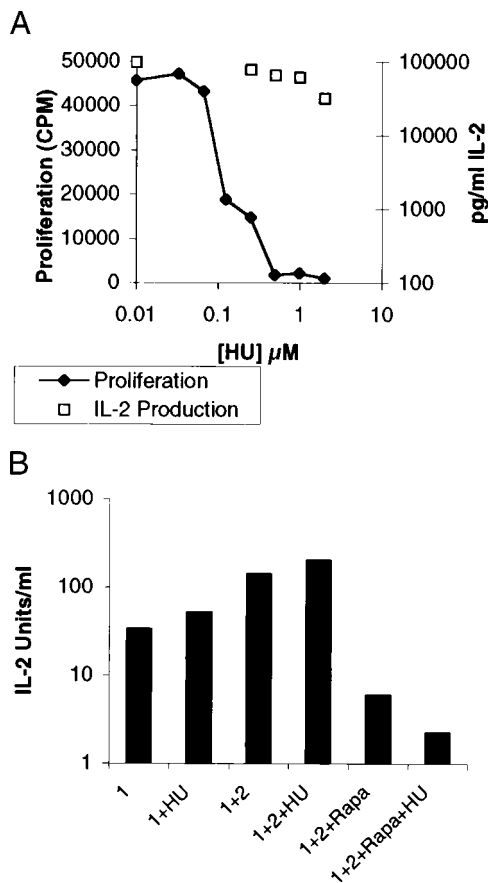 A
50000
40000
30000
20000
10000
0
Proliferation (CPM)
100000
10000
1000
100
pg/ml IL-2
0.01
0.1
1
10
[HU] µM
Proliferation
IL-2 Production
B
1000
100
10
1
IL-2 Units/ml
1
1+HU
1+2
1+2+HU
1+2+Rapa
1+2+Rapa+HU